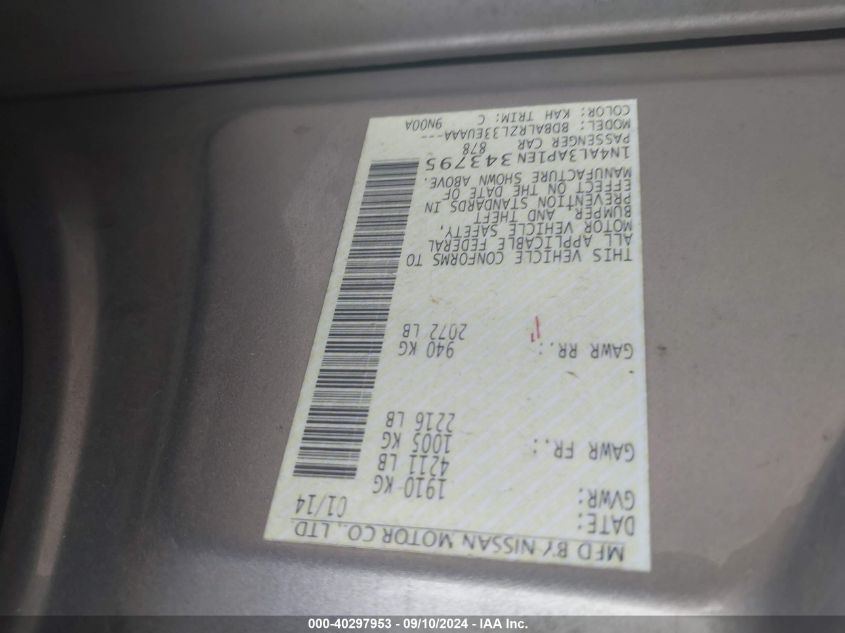 MFD BY NISSAN MOTOR CO., LTD
DATE: 01/14
GVWR: 1910 KG
4211 LB
GAWR FR.: 1005 KG
2216 LB
GAWR RR.: 940 KG
2072 LB
THIS VEHICLE CONFORMS TO
ALL APPLICABLE FEDERAL
MOTOR VEHICLE SAFETY,
BUMPER AND THEFT
PREVENTION STANDARDS IN
EFFECT ON THE DATE OF
MANUFACTURE SHOWN ABOVE.
1N4AL3AP1EN343795
PASSENGER CAR 878
MODEL: BDBALRZL33EUAAA---
COLOR: KAH TRIM: C 9N00A
000-40297953 - 09/10/2024 - IAA Inc.